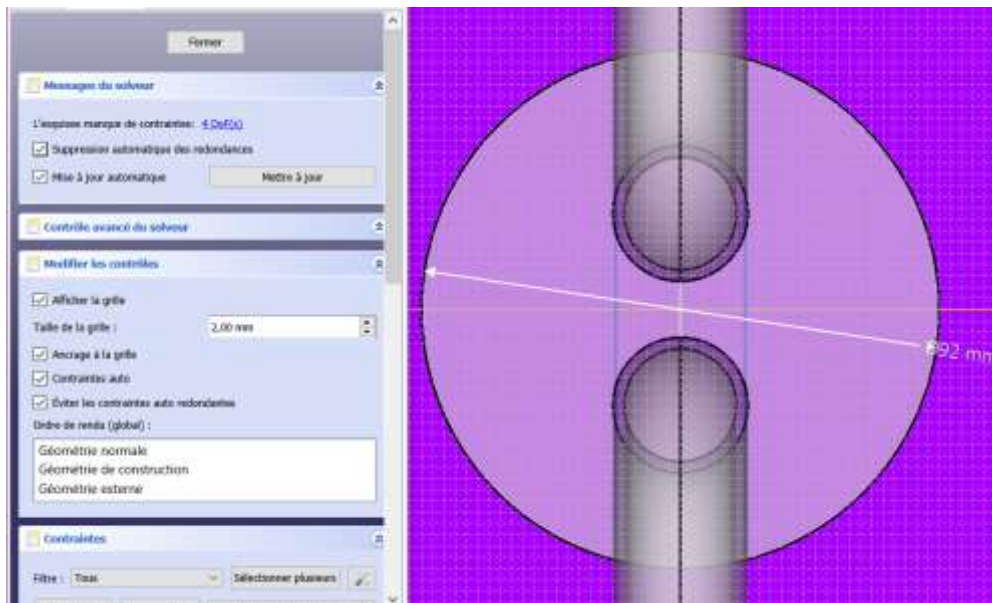 Fermer
Messages du solveur
L'esquisse manque de contraintes: 4 DoF(s)
Suppression automatique des redondances
Mise à jour automatique
Mettre à jour
Contrôle avancé du solveur
Modifier les contrôles
Afficher la grille
Taille de la grille : 2,00 mm
Ancrage à la grille
Contraintes auto
Éviter les contraintes auto redondantes
Ordre de rendu (global) :
Géométrie normale
Géométrie de construction
Géométrie externe
Contraintes
Filtre : Tous
Sélectionner plusieurs
92 mm